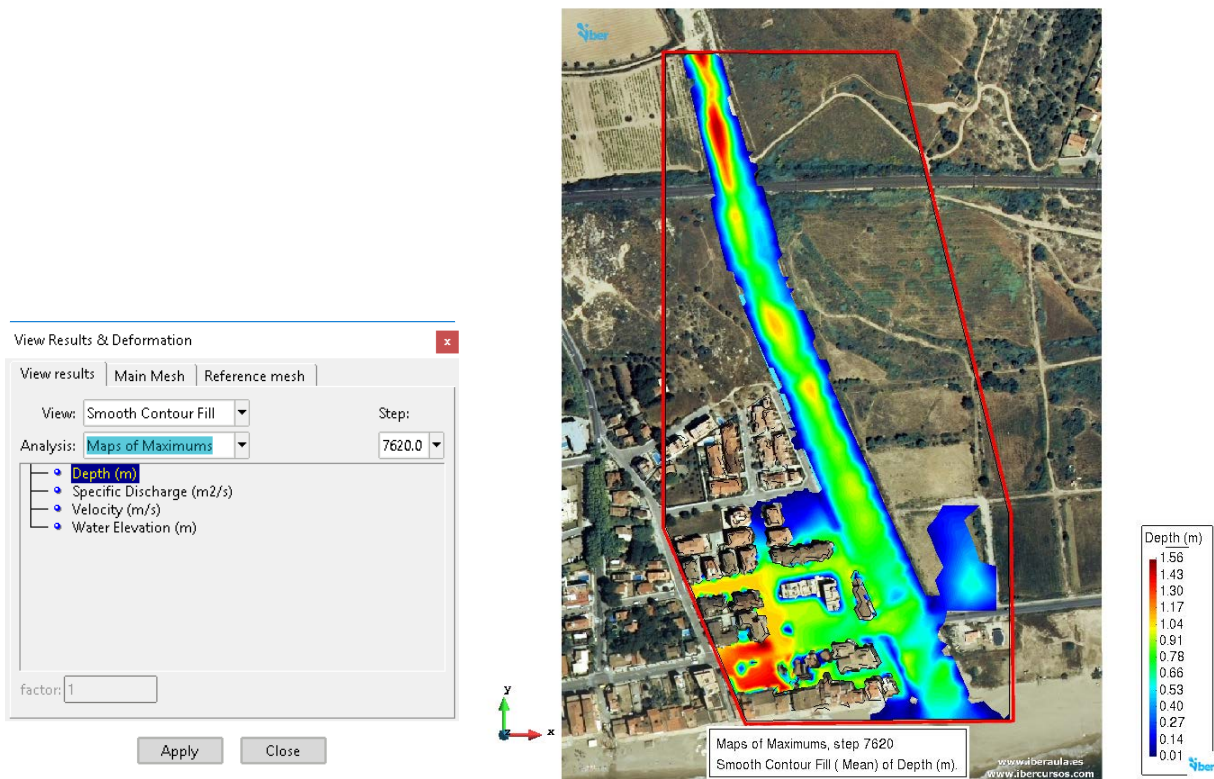 iber
View Results & Deformation
x
View results
Main Mesh
Reference mesh
View: Smooth Contour Fill
Step:
Analysis: Maps of Maximums
7620.0
Depth (m)
Specific Discharge (m2/s)
Velocity (m/s)
Water Elevation (m)
factor: 1
Apply
Close
y
z
x
Maps of Maximums, step 7620
Smooth Contour Fill ( Mean) of Depth (m).
www.iberaula.es
www.ibercursos.com
Depth (m)
1.56
1.43
1.30
1.17
1.04
0.91
0.78
0.66
0.53
0.40
0.27
0.14
0.01
iber